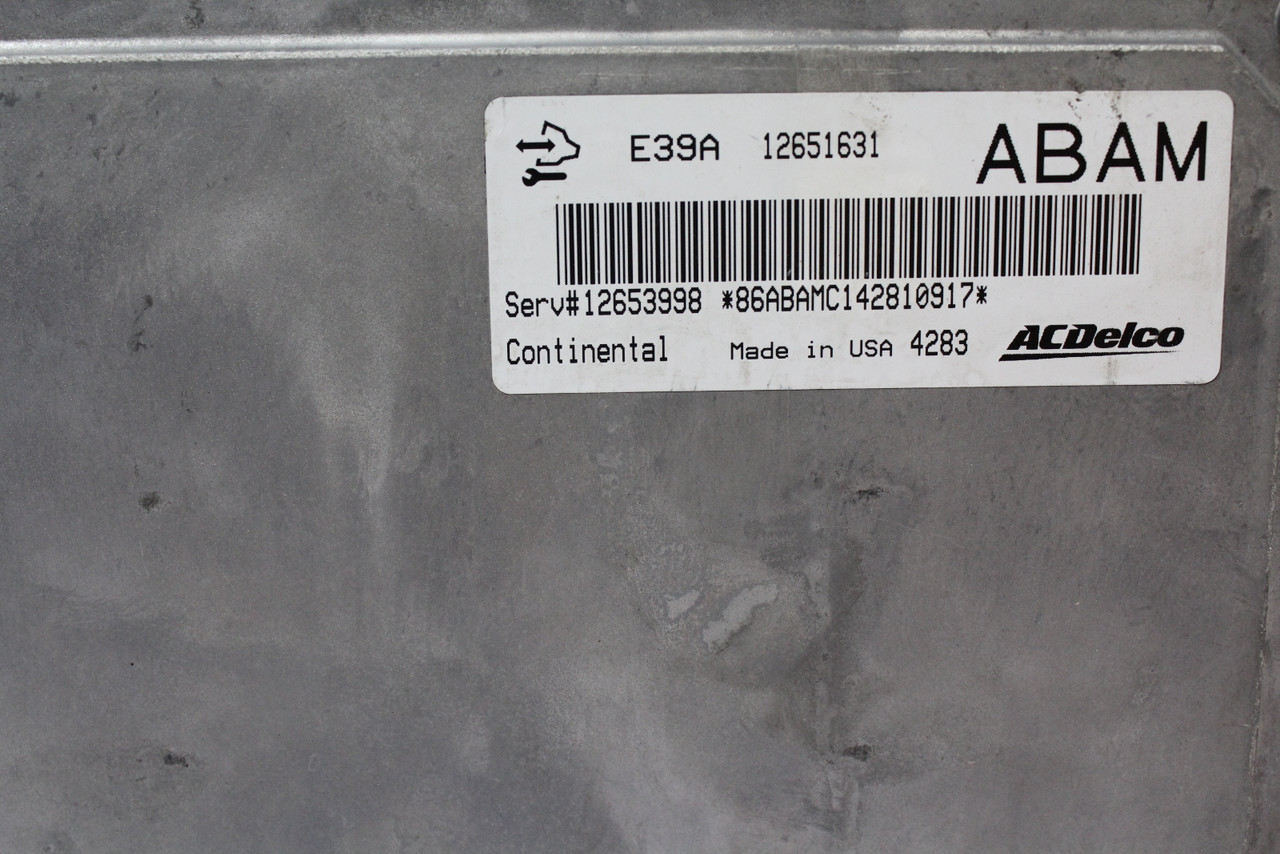 E39A 12651631 ABAM
Serv#12653998 *86ABAMC142810917*
Continental Made in USA 4283 ACDelco